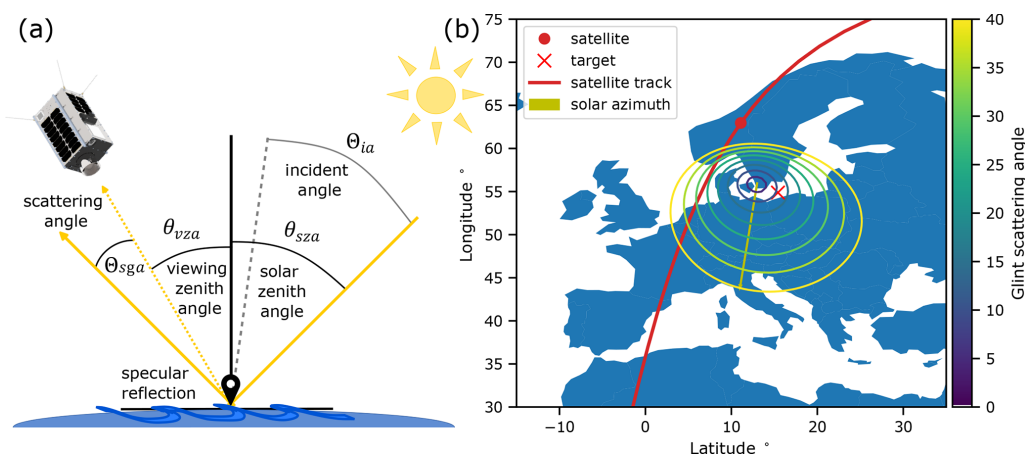 (a)
Θia
incident
angle
scattering
angle
θvza
θsza
Θsga
viewing
zenith
angle
solar
zenith
angle
specular
reflection
(b)
satellite
target
satellite track
solar azimuth
75
70
65
60
55
50
45
40
35
30
Longitude °
−10
0
10
20
30
Latitude °
40
35
30
25
20
15
10
5
0
Glint scattering angle